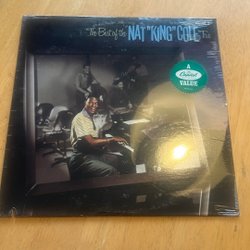 "The Best of the NAT "KING" COLE Trio
A
Capitol
VALUE